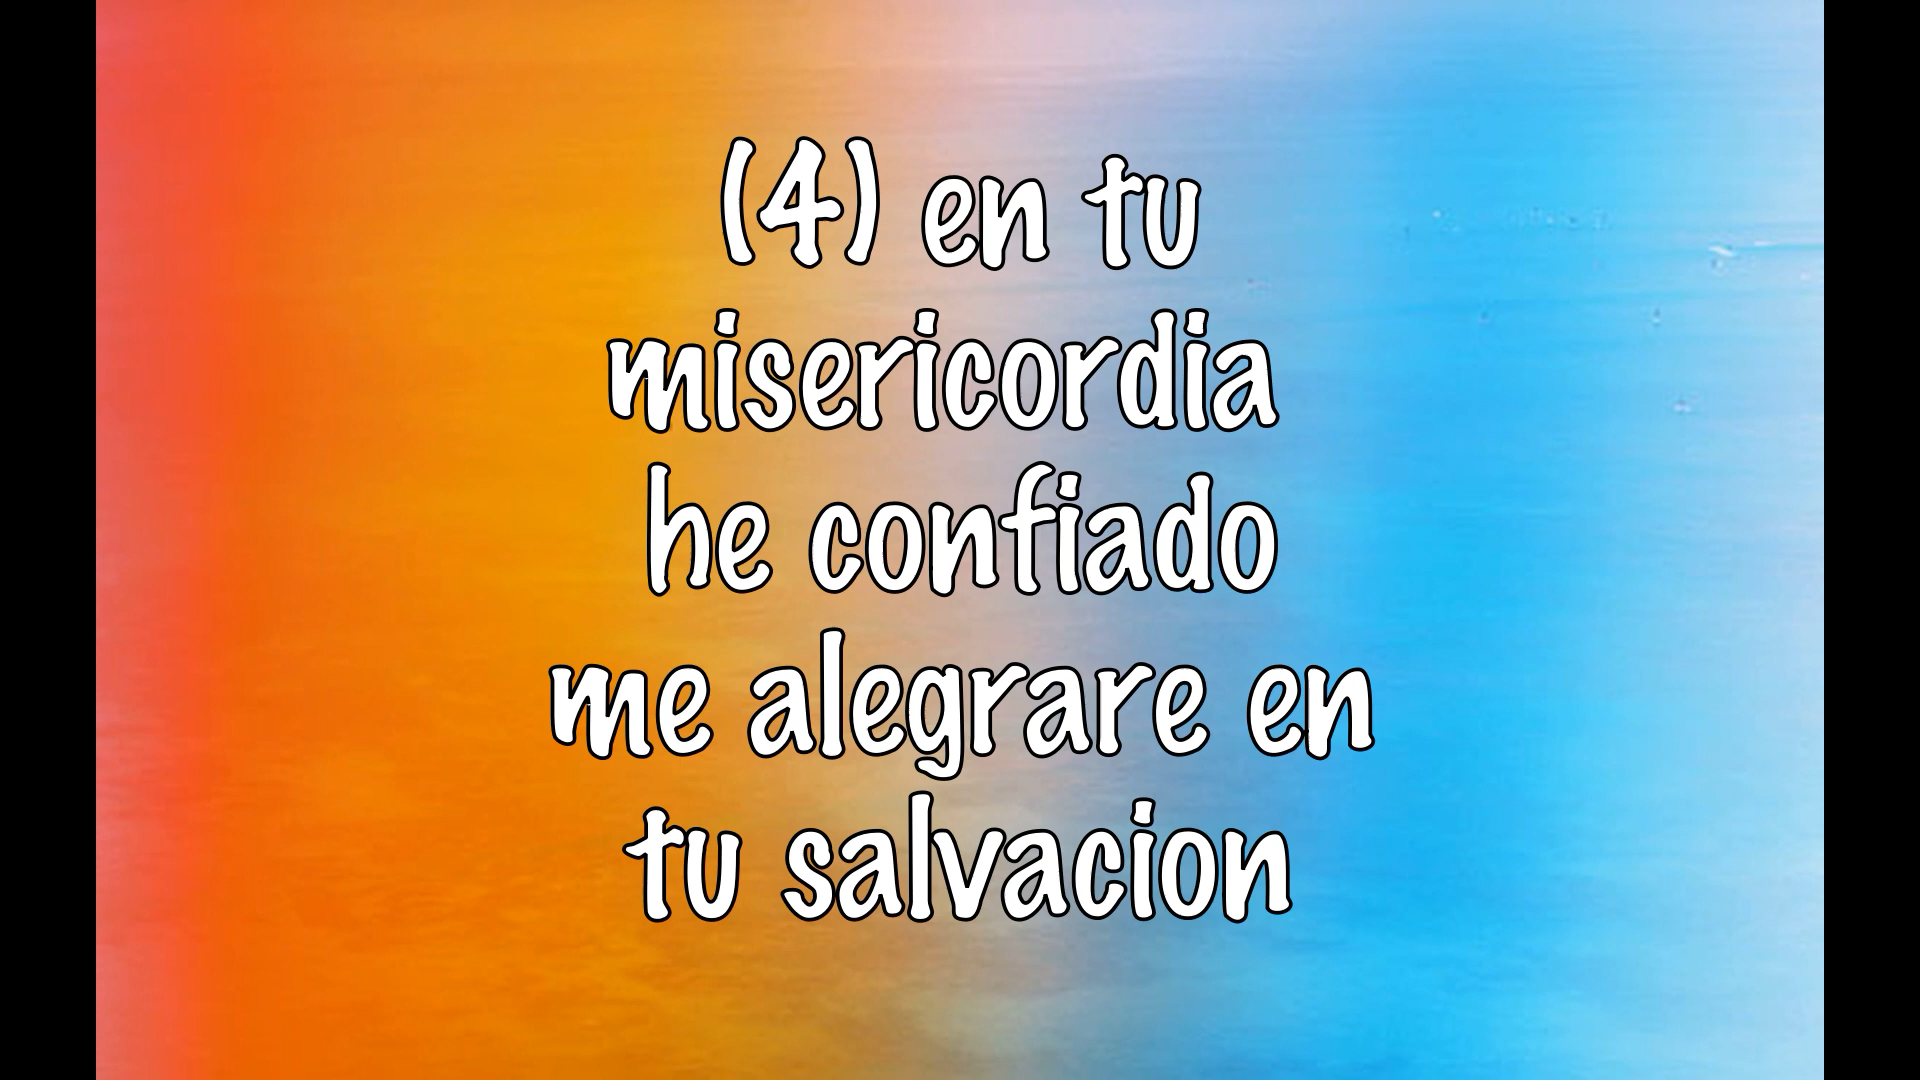 (4) en tu
misericordia
he confiado
me alegrare en
tu salvacion